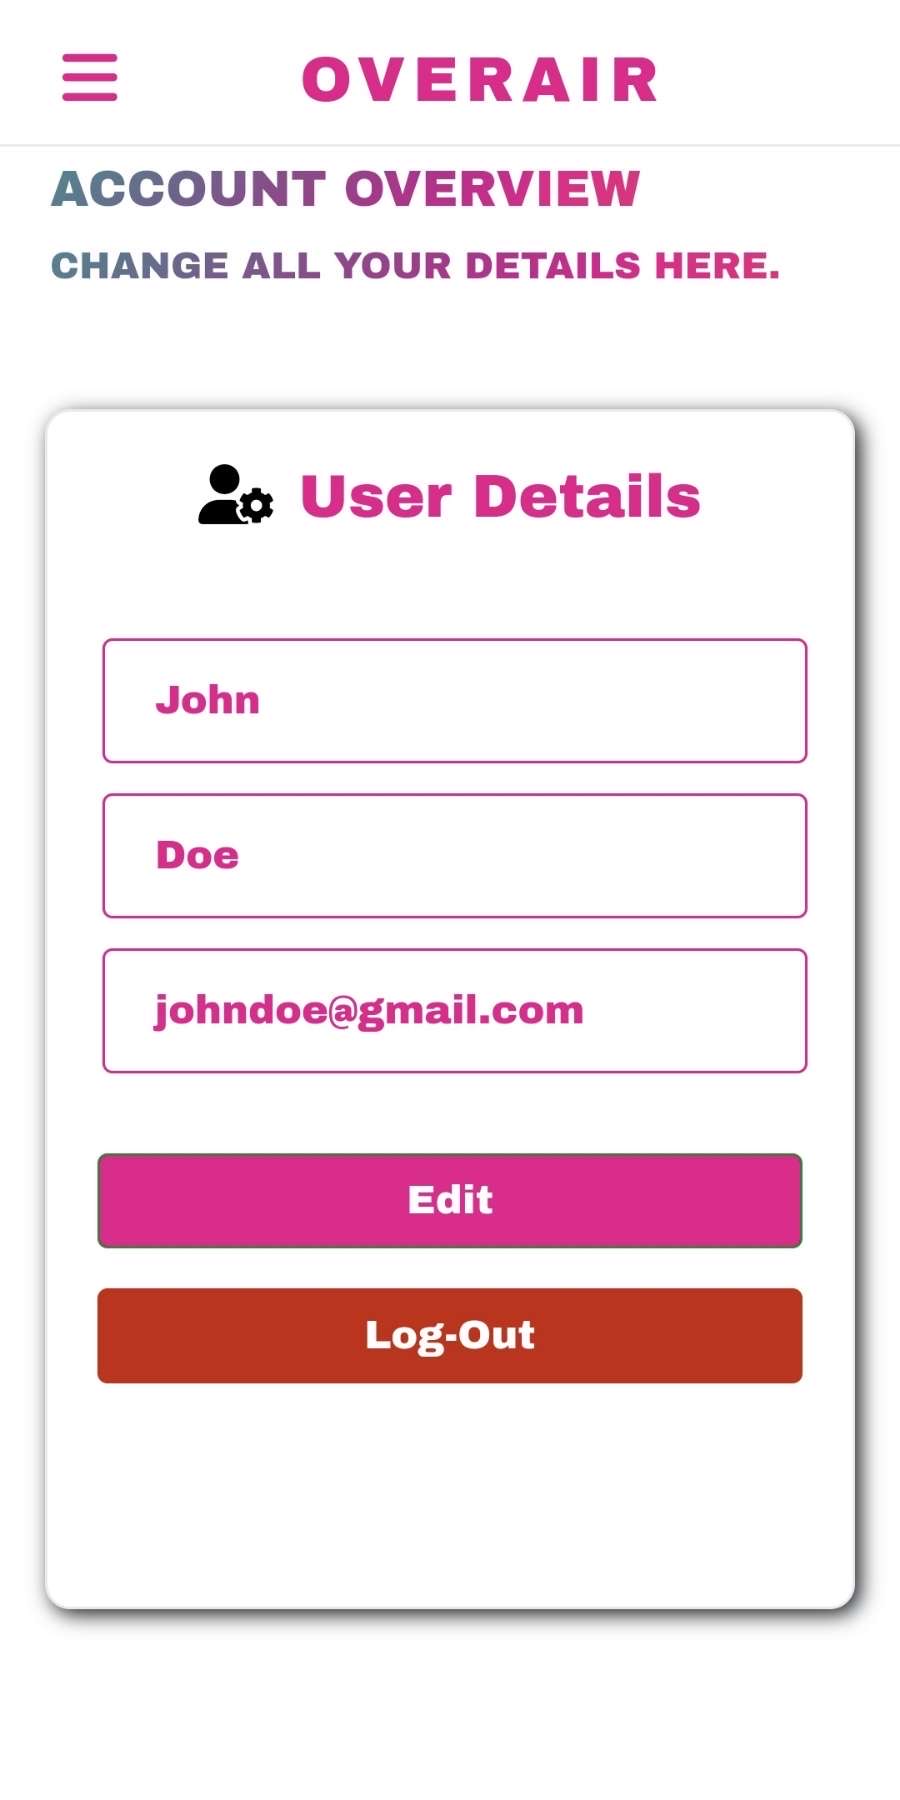 OVERAIR
ACCOUNT OVERVIEW
CHANGE ALL YOUR DETAILS HERE.
User Details
John
Doe
johndoe@gmail.com
Edit
Log-Out